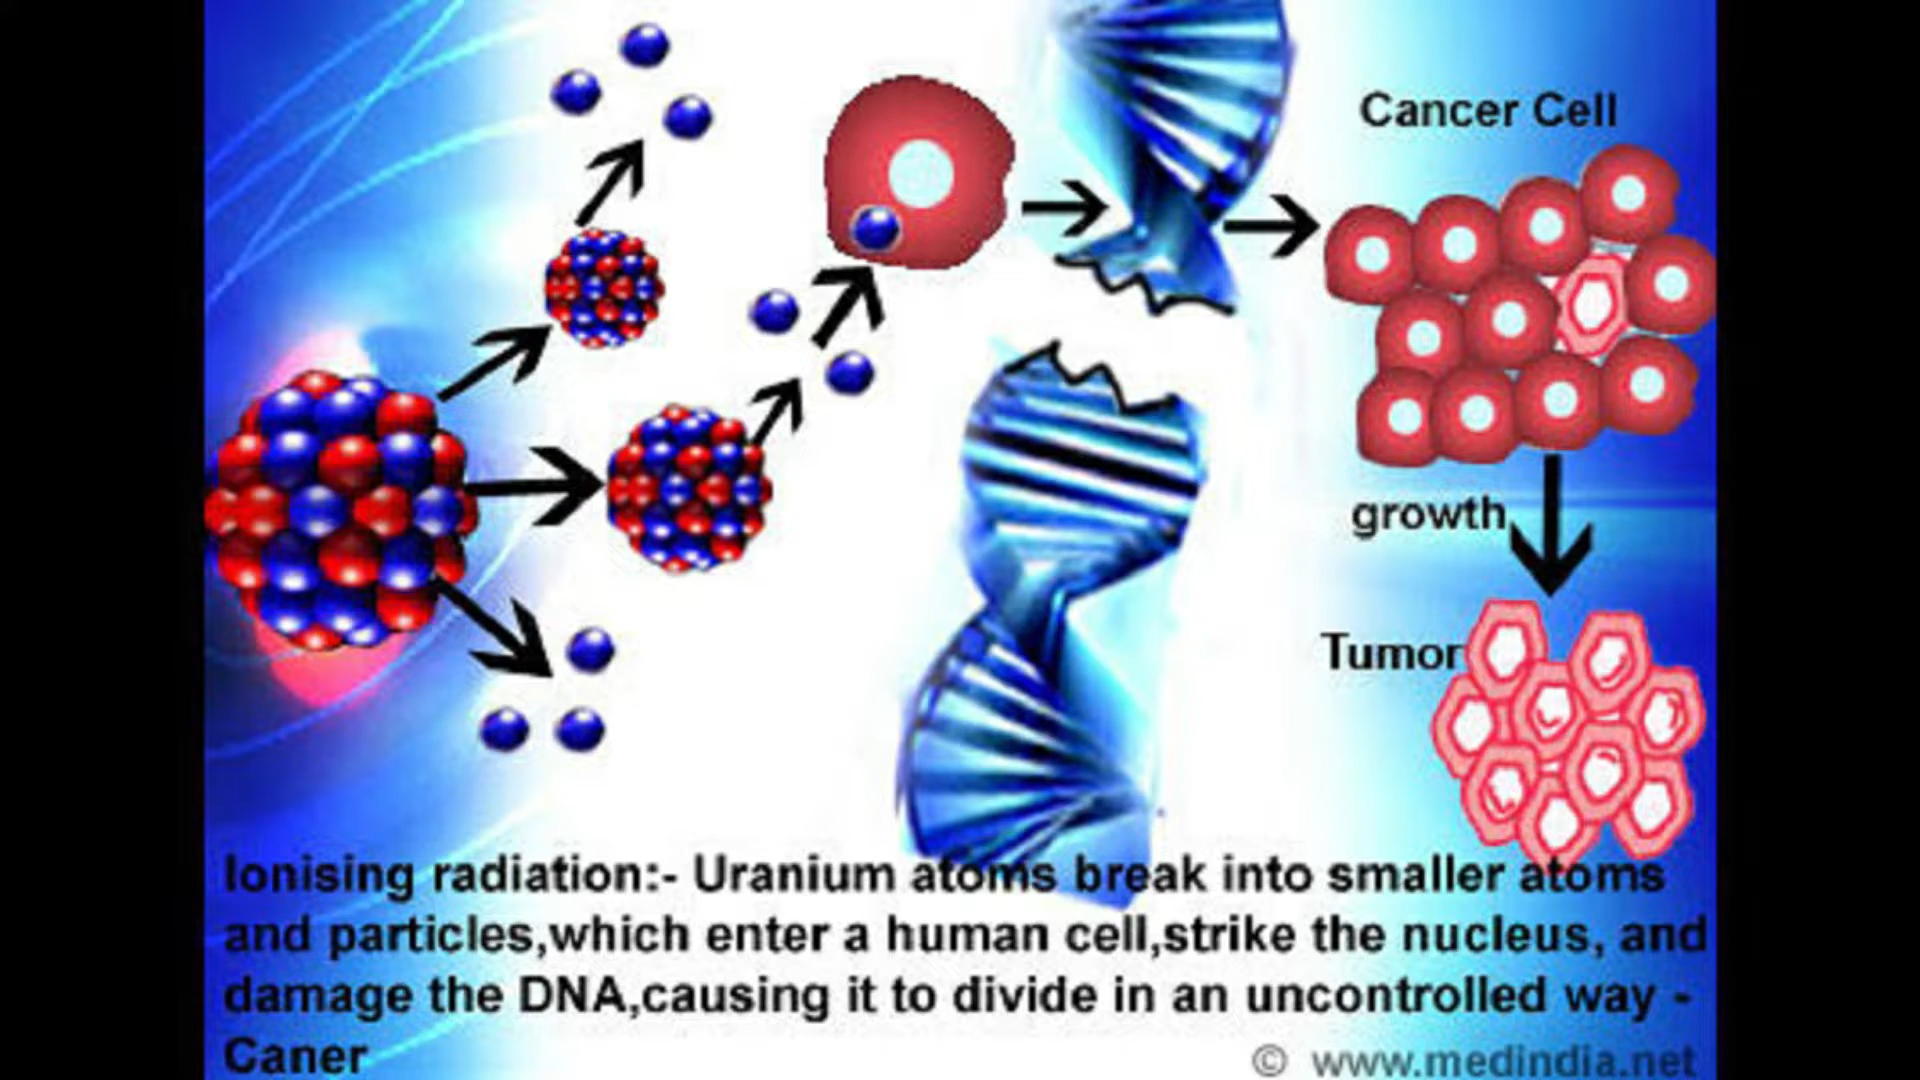 Cancer Cell
growth
Tumor
Ionising radiation:- Uranium atoms break into smaller atoms
and particles,which enter a human cell,strike the nucleus, and
damage the DNA,causing it to divide in an uncontrolled way -
Caner
© www.medindia.net